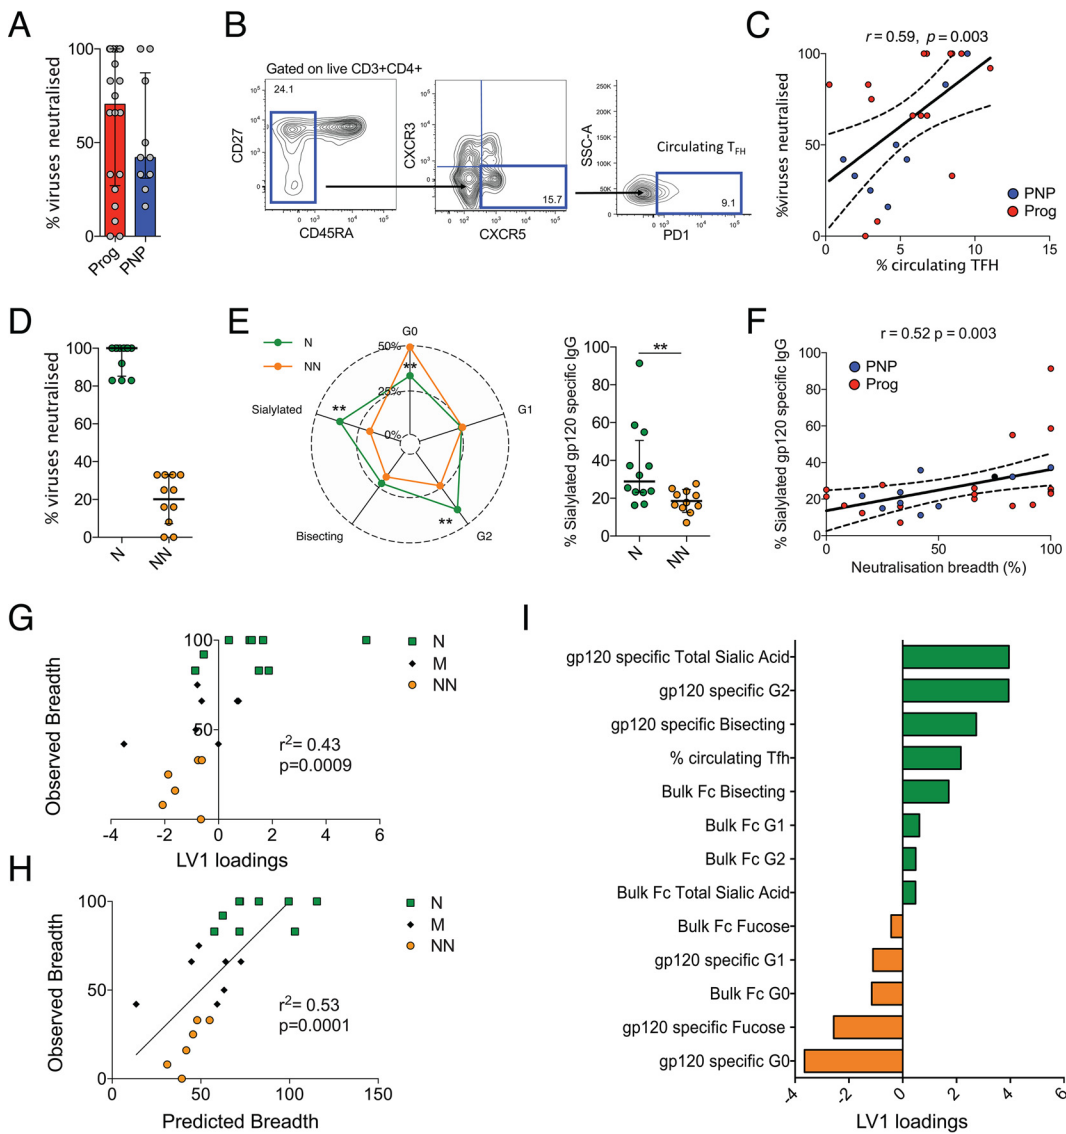 A
% viruses neutralised
100
50
0
Prog
PNP
B
Gated on live CD3+CD4+
24.1
CD27
CD45RA
CXCR3
15.7
CXCR5
SSC-A
250K
200K
150K
100K
50K
0
Circulating TFH
9.1
PD1
C
r = 0.59, p = 0.003
%viruses neutralised
100
50
0
0 5 10 15
% circulating TFH
PNP
Prog
D
% viruses neutralised
100
80
60
40
20
0
N
NN
E
N
NN
G0
50%
**
25%
0%
Sialylated
**
G1
Bisecting
**
G2
% Sialylated gp120 specific IgG
100
80
60
40
20
0
**
N
NN
F
r = 0.52 p = 0.003
% Sialylated gp120 specific IgG
100
80
60
40
20
0
0 50 100
Neutralisation breadth (%)
PNP
Prog
G
Observed Breadth
100
50
-4 -2 0 2 4 6
LV1 loadings
N
M
NN
r2= 0.43
p=0.0009
H
Observed Breadth
100
50
0
0 50 100 150
Predicted Breadth
N
M
NN
r2= 0.53
p=0.0001
I
gp120 specific Total Sialic Acid
gp120 specific G2
gp120 specific Bisecting
% circulating Tfh
Bulk Fc Bisecting
Bulk Fc G1
Bulk Fc G2
Bulk Fc Total Sialic Acid
Bulk Fc Fucose
gp120 specific G1
Bulk Fc G0
gp120 specific Fucose
gp120 specific G0
-4 -2 0 2 4 6
LV1 loadings